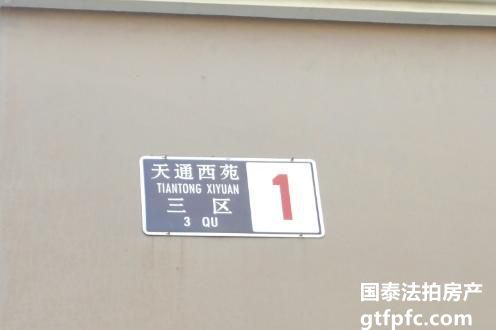 天通西苑
TIANTONG XIYUAN
三 区
3 QU
1
国泰法拍房产
gtfpfc.com